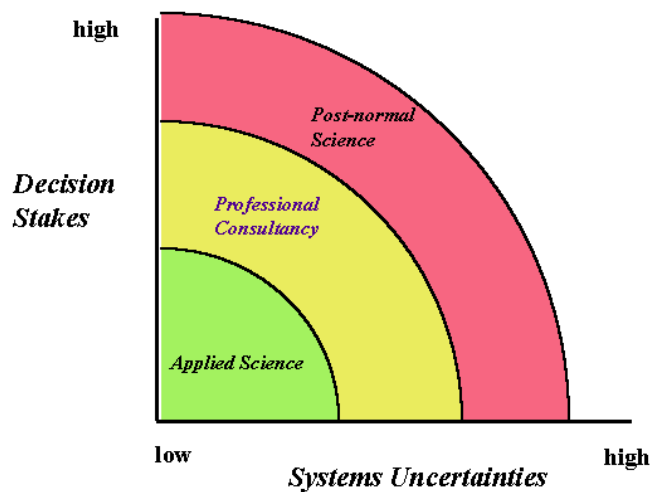 high
Post-normal
Science
Decision
Stakes
Professional
Consultancy
Applied Science
low
high
Systems Uncertainties